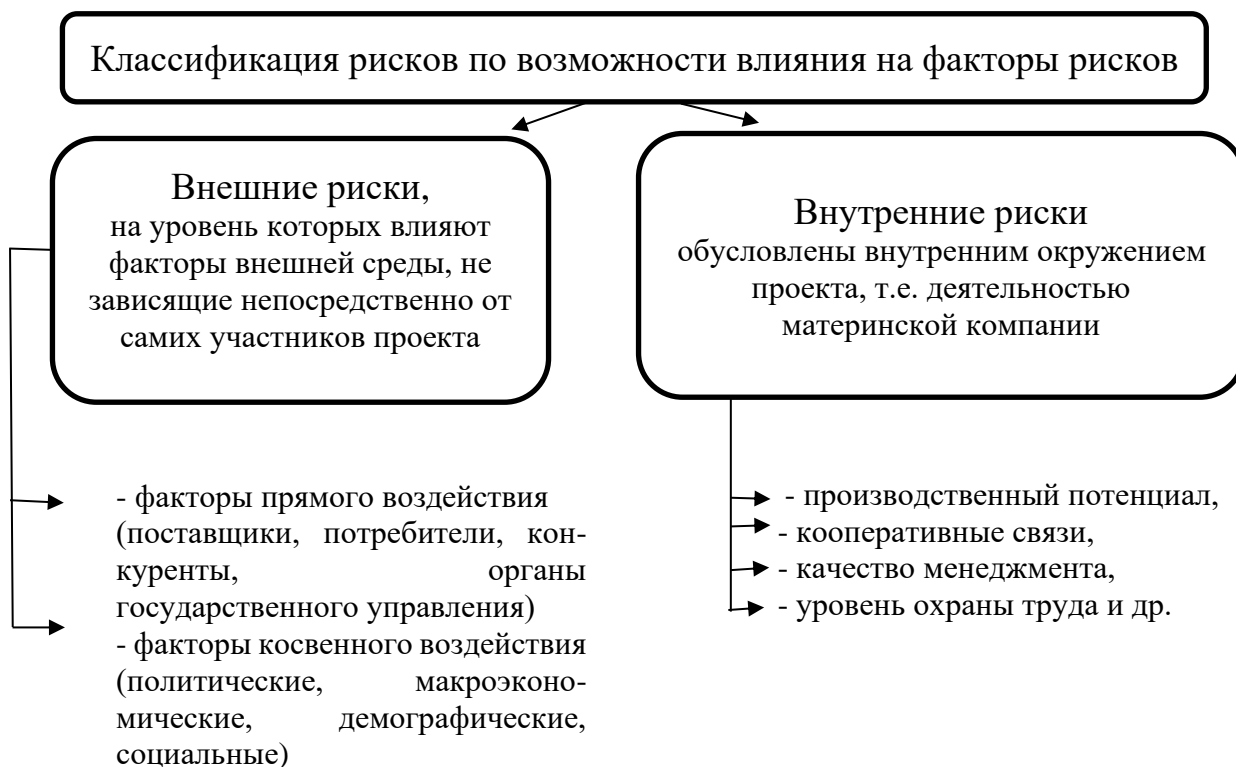 Классификация рисков по возможности влияния на факторы рисков
Внешние риски,
на уровень которых влияют
факторы внешней среды, не
зависящие непосредственно от
самих участников проекта
Внутренние риски
обусловлены внутренним окружением
проекта, т.е. деятельностью
материнской компании
- факторы прямого воздействия
(поставщики, потребители, кон-
куренты, органы
государственного управления)
- факторы косвенного воздействия
(политические, макроэконо-
мические, демографические,
социальные)
- производственный потенциал,
- кооперативные связи,
- качество менеджмента,
- уровень охраны труда и др.